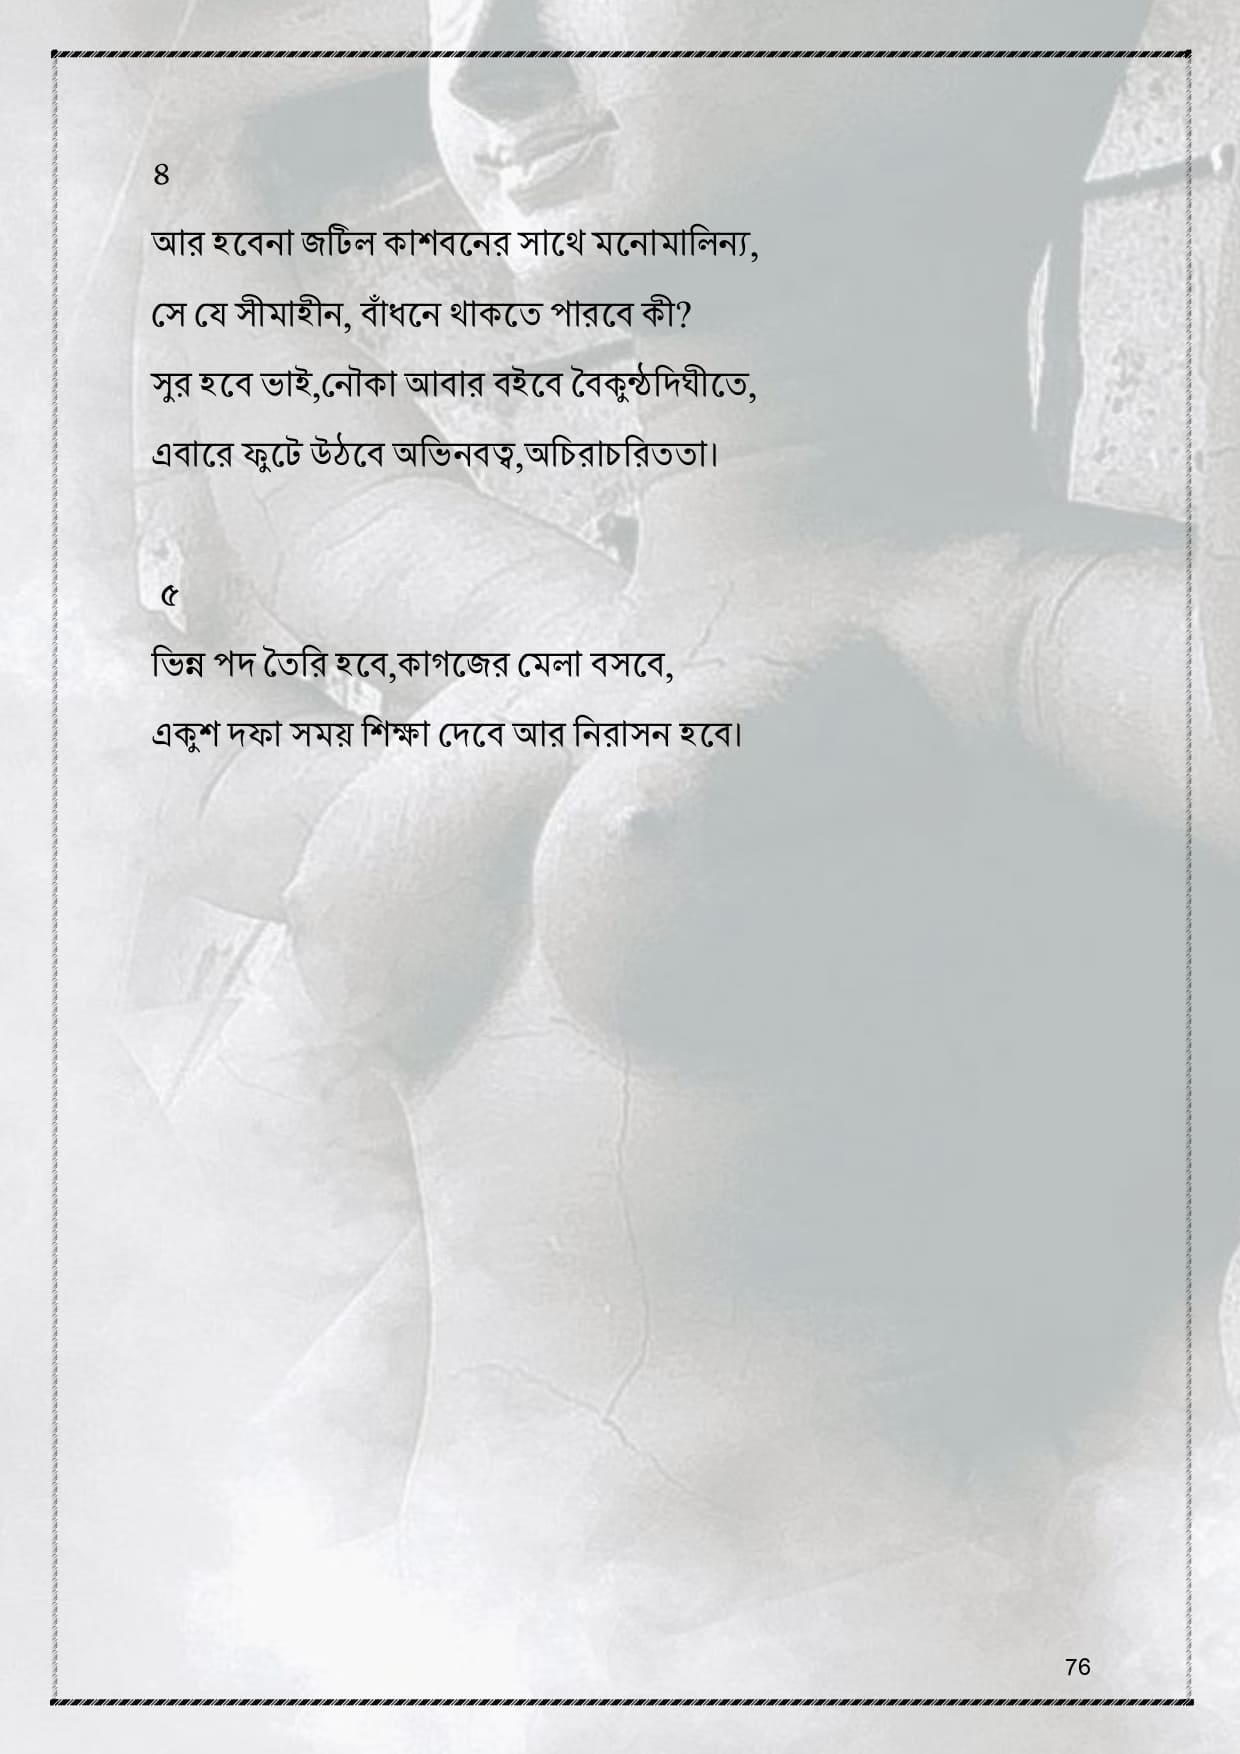 ৪
আর হবেনা জটিল কাশবনের সাথে মনোমালিন্য,
সে যে সীমাহীন, বাঁধনে থাকতে পারবে কী?
সুর হবে ভাই,নৌকা আবার বইবে বৈকুন্ঠদিঘীতে,
এবারে ফুটে উঠবে অভিনবত্ব,অচিরাচরিততা।
৫
ভিন্ন পদ তৈরি হবে,কাগজের মেলা বসবে,
একুশ দফা সময় শিক্ষা দেবে আর নিরাসন হবে।
76